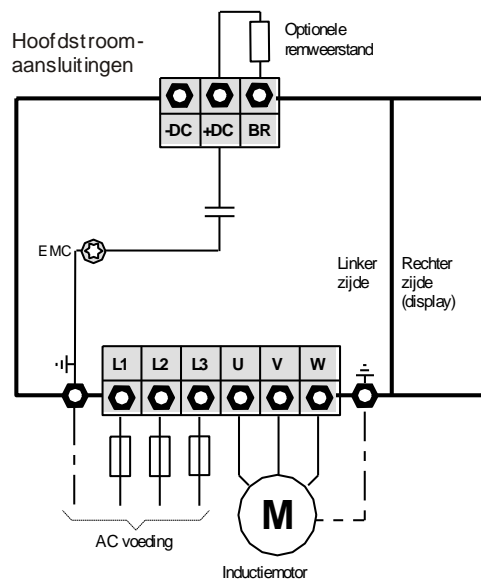 Hoofdstroom-
aansluitingen
Optionele
remweerstand
-DC +DC BR
EMC
Linker
zijde
Rechter
zijde
(display)
L1 L2 L3 U V W
M
AC voeding
Inductiemotor